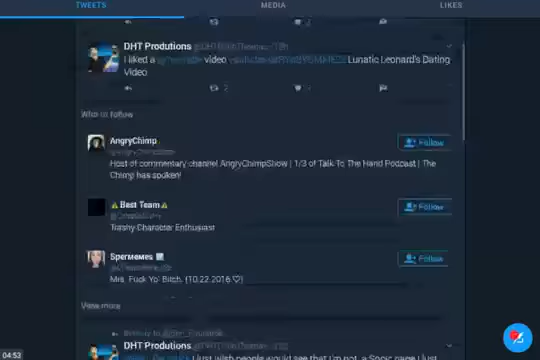 TWEETS MEDIA LIKES
2
DHT Produtions
I liked a video Lunatic Leonard's Dating
Video
2
Who to follow
AngryChimp
Follow
Host of commentary channel AngryChimpShow | 1/3 of Talk To The Hand Podcast | The
Chimp has spoken!
Best Team
Follow
Trashy Character Enthusiast
Spermemes
Follow
Mrs. Fuck Yo' Bitch. (10.22.2016.♡)
View more
DHT Produtions
I just wish people would see that I'm not a Sonic page I just
04:53